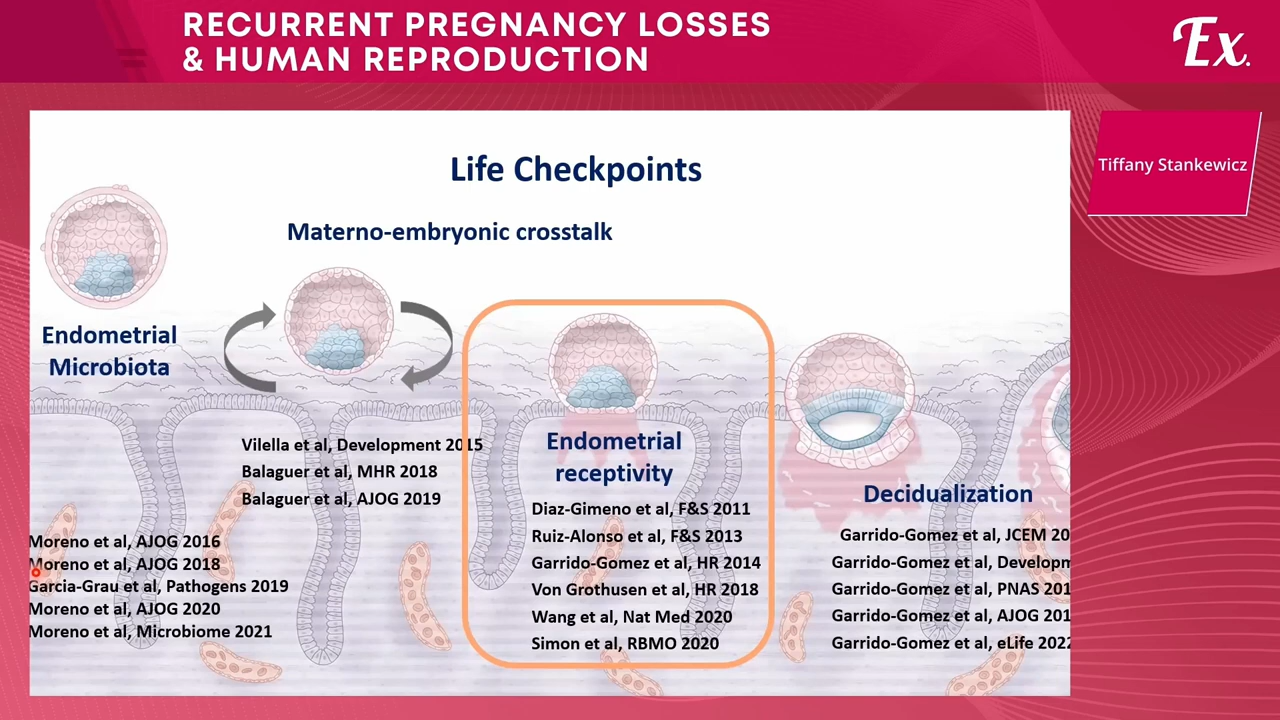 RECURRENT PREGNANCY LOSSES
& HUMAN REPRODUCTION
Ex.
Tiffany Stankewicz
Life Checkpoints
Materno-embryonic crosstalk
Endometrial
Microbiota
Vilella et al, Development 2015
Balaguer et al, MHR 2018
Balaguer et al, AJOG 2019
Moreno et al, AJOG 2016
Moreno et al, AJOG 2018
Garcia-Grau et al, Pathogens 2019
Moreno et al, AJOG 2020
Moreno et al, Microbiome 2021
Endometrial
receptivity
Diaz-Gimeno et al, F&S 2011
Ruiz-Alonso et al, F&S 2013
Garrido-Gomez et al, HR 2014
Von Grothusen et al, HR 2018
Wang et al, Nat Med 2020
Simon et al, RBMO 2020
Decidualization
Garrido-Gomez et al, JCEM 20
Garrido-Gomez et al, Developm
Garrido-Gomez et al, PNAS 201
Garrido-Gomez et al, AJOG 201
Garrido-Gomez et al, eLife 2022